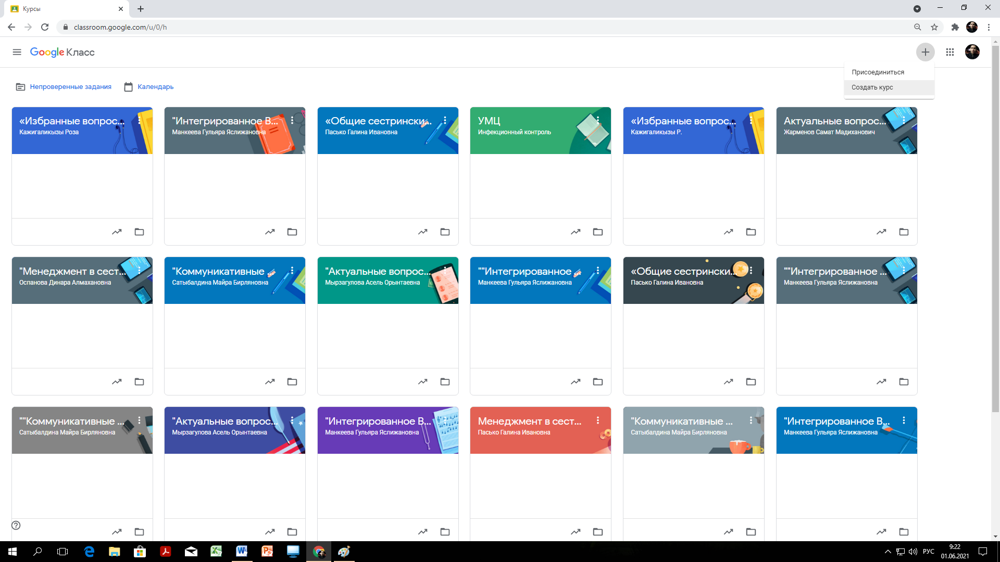 Курсы
classroom.google.com/u/0/h
Google Класс
Присоединиться
Создать курс
Непроверенные задания
Календарь
«Избранные вопрос...
Кажигаликызы Роза
"Интегрированное В...
Манкеева Гульяра Яслижановна
«Общие сестрински...
Пасько Галина Ивановна
УМЦ
Инфекционный контроль
«Избранные вопрос...
Кажигаликызы Р.
Актуальные вопрос...
Жарменов Самат Мадиханович
"Менеджмент в сест...
Оспанова Динара Алмахановна
"Коммуникативные ...
Сатыбалдина Майра Бирляновна
"Актуальные вопрос...
Мырзагулова Асель Орынтаевна
""Интегрированное ...
Манкеева Гульяра Яслижановна
«Общие сестрински...
Пасько Галина Ивановна
""Интегрированное ...
Манкеева Гульяра Яслижановна
""Коммуникативные ...
Сатыбалдина Майра Бирляновна
"Актуальные вопрос...
Мырзагулова Асель Орынтаевна
"Интегрированное В...
Манкеева Гульяра Яслижановна
Менеджмент в сест...
Пасько Галина Ивановна
"Коммуникативные ...
Сатыбалдина Майра Бирляновна
"Интегрированное В...
Манкеева Гульяра Яслижановна
РУС
9:22
01.06.2021